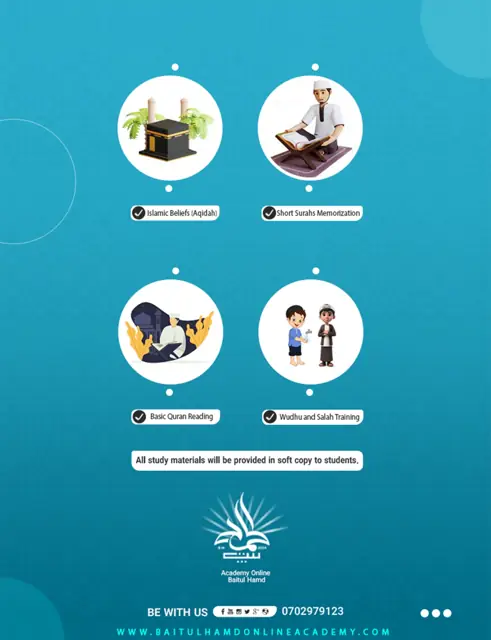 Islamic Beliefs (Aqidah)
Short Surahs Memorization
Basic Quran Reading
Wudhu and Salah Training
All study materials will be provided in soft copy to students.
Academy Online
Baitul Hamd
BE WITH US
0702979123
WWW.BAITULHAMDONLINEACADEMY.COM